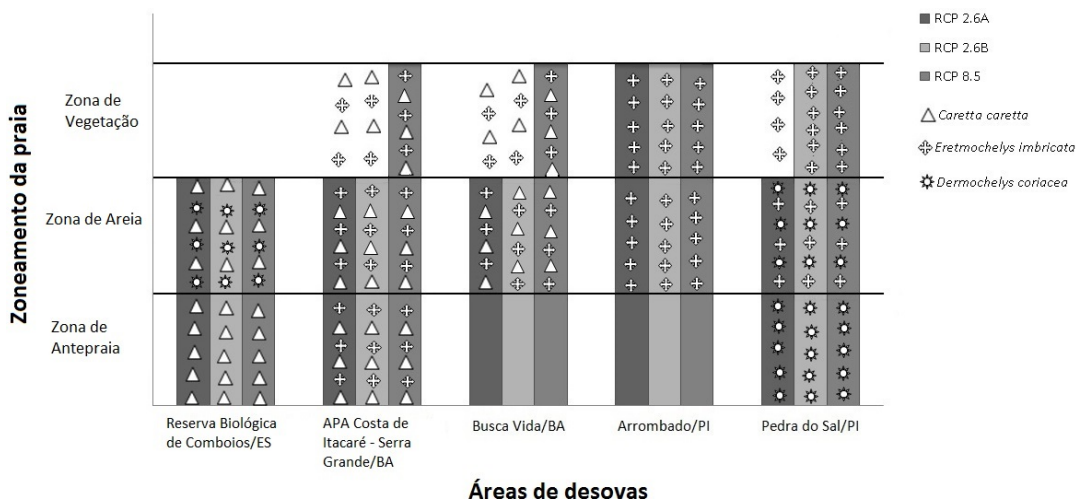 Zoneamento da praia
Zona de
Vegetação
Zona de Areia
Zona de
Antepraia
Reserva Biológica
de Comboios/ES
APA Costa de
Itacaré - Serra
Grande/BA
Busca Vida/BA
Arrombado/PI
Pedra do Sal/PI
Áreas de desovas
RCP 2.6A
RCP 2.6B
RCP 8.5
Caretta caretta
Eretmochelys imbricata
Dermochelys coriacea